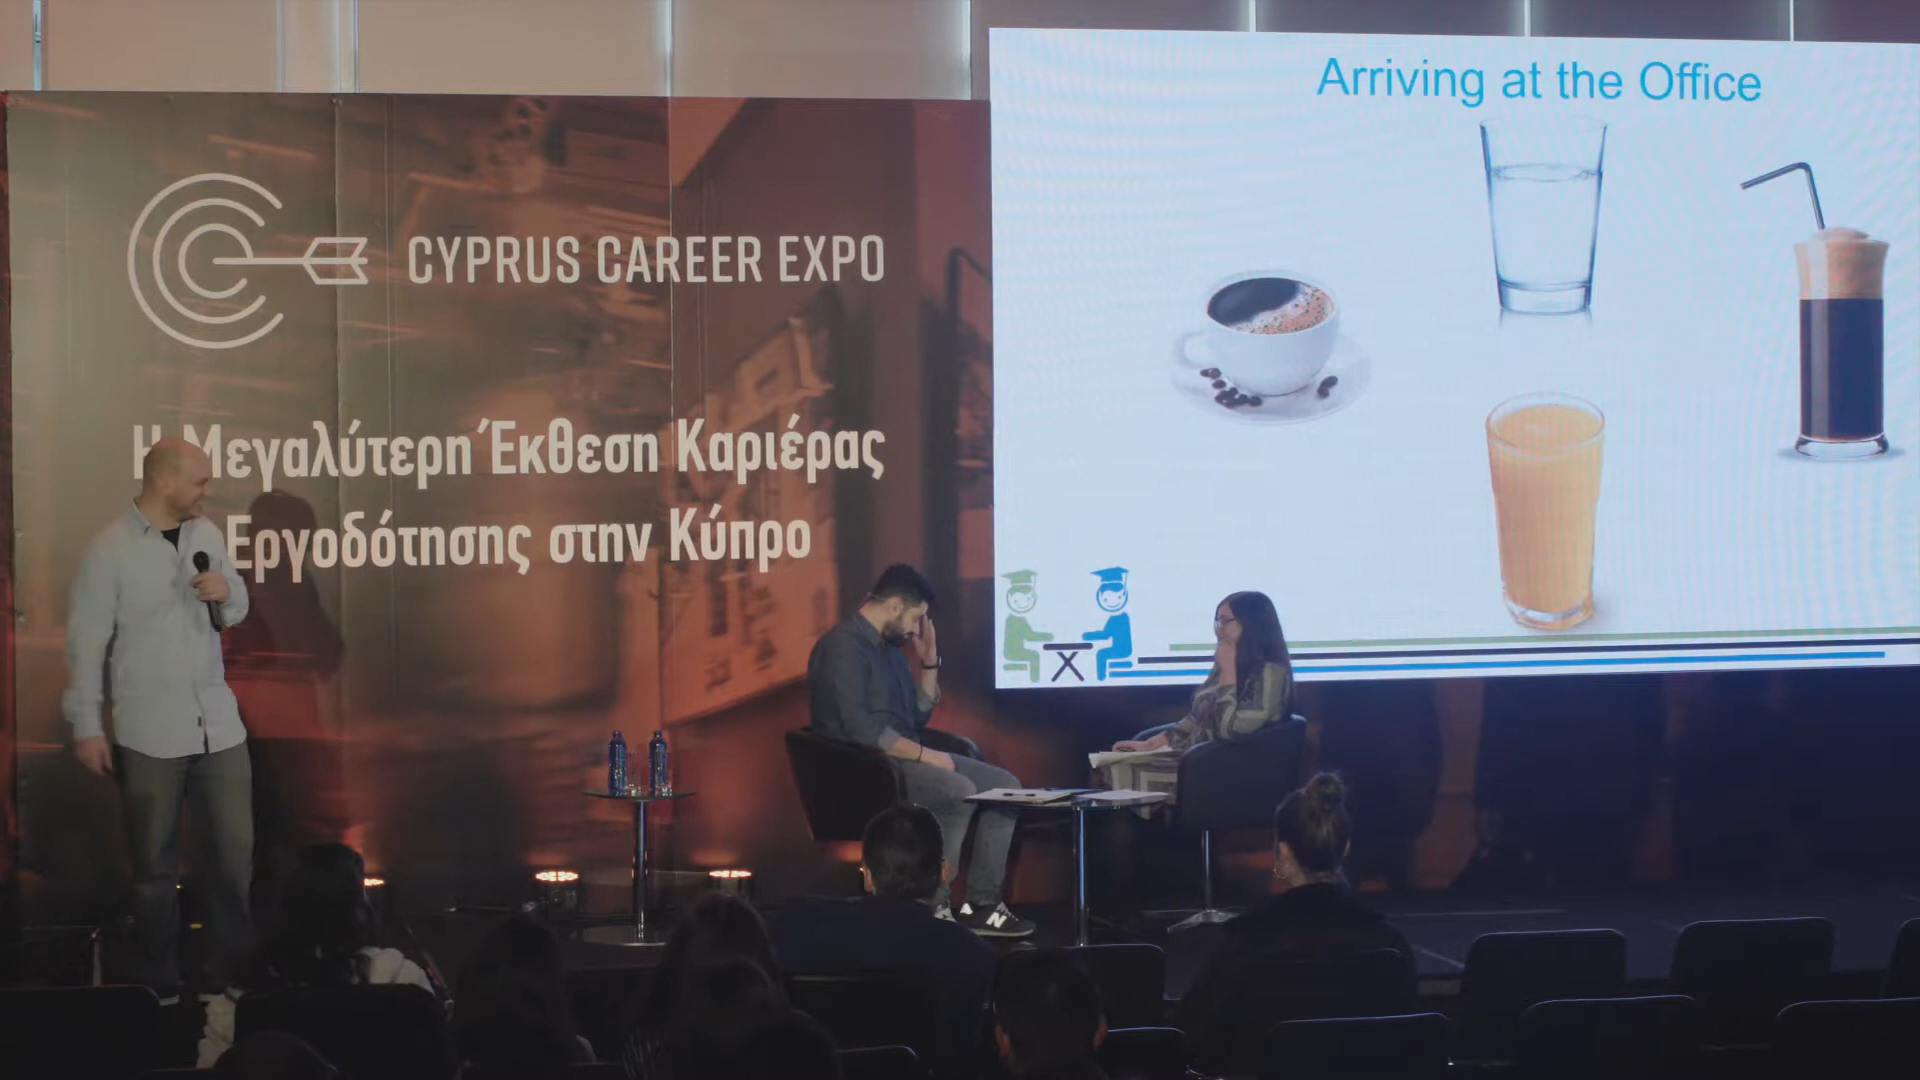 CYPRUS CAREER EXPO
Η Μεγαλύτερη Έκθεση Καριέρας
Εργοδότησης στην Κύπρο
Arriving at the Office
N